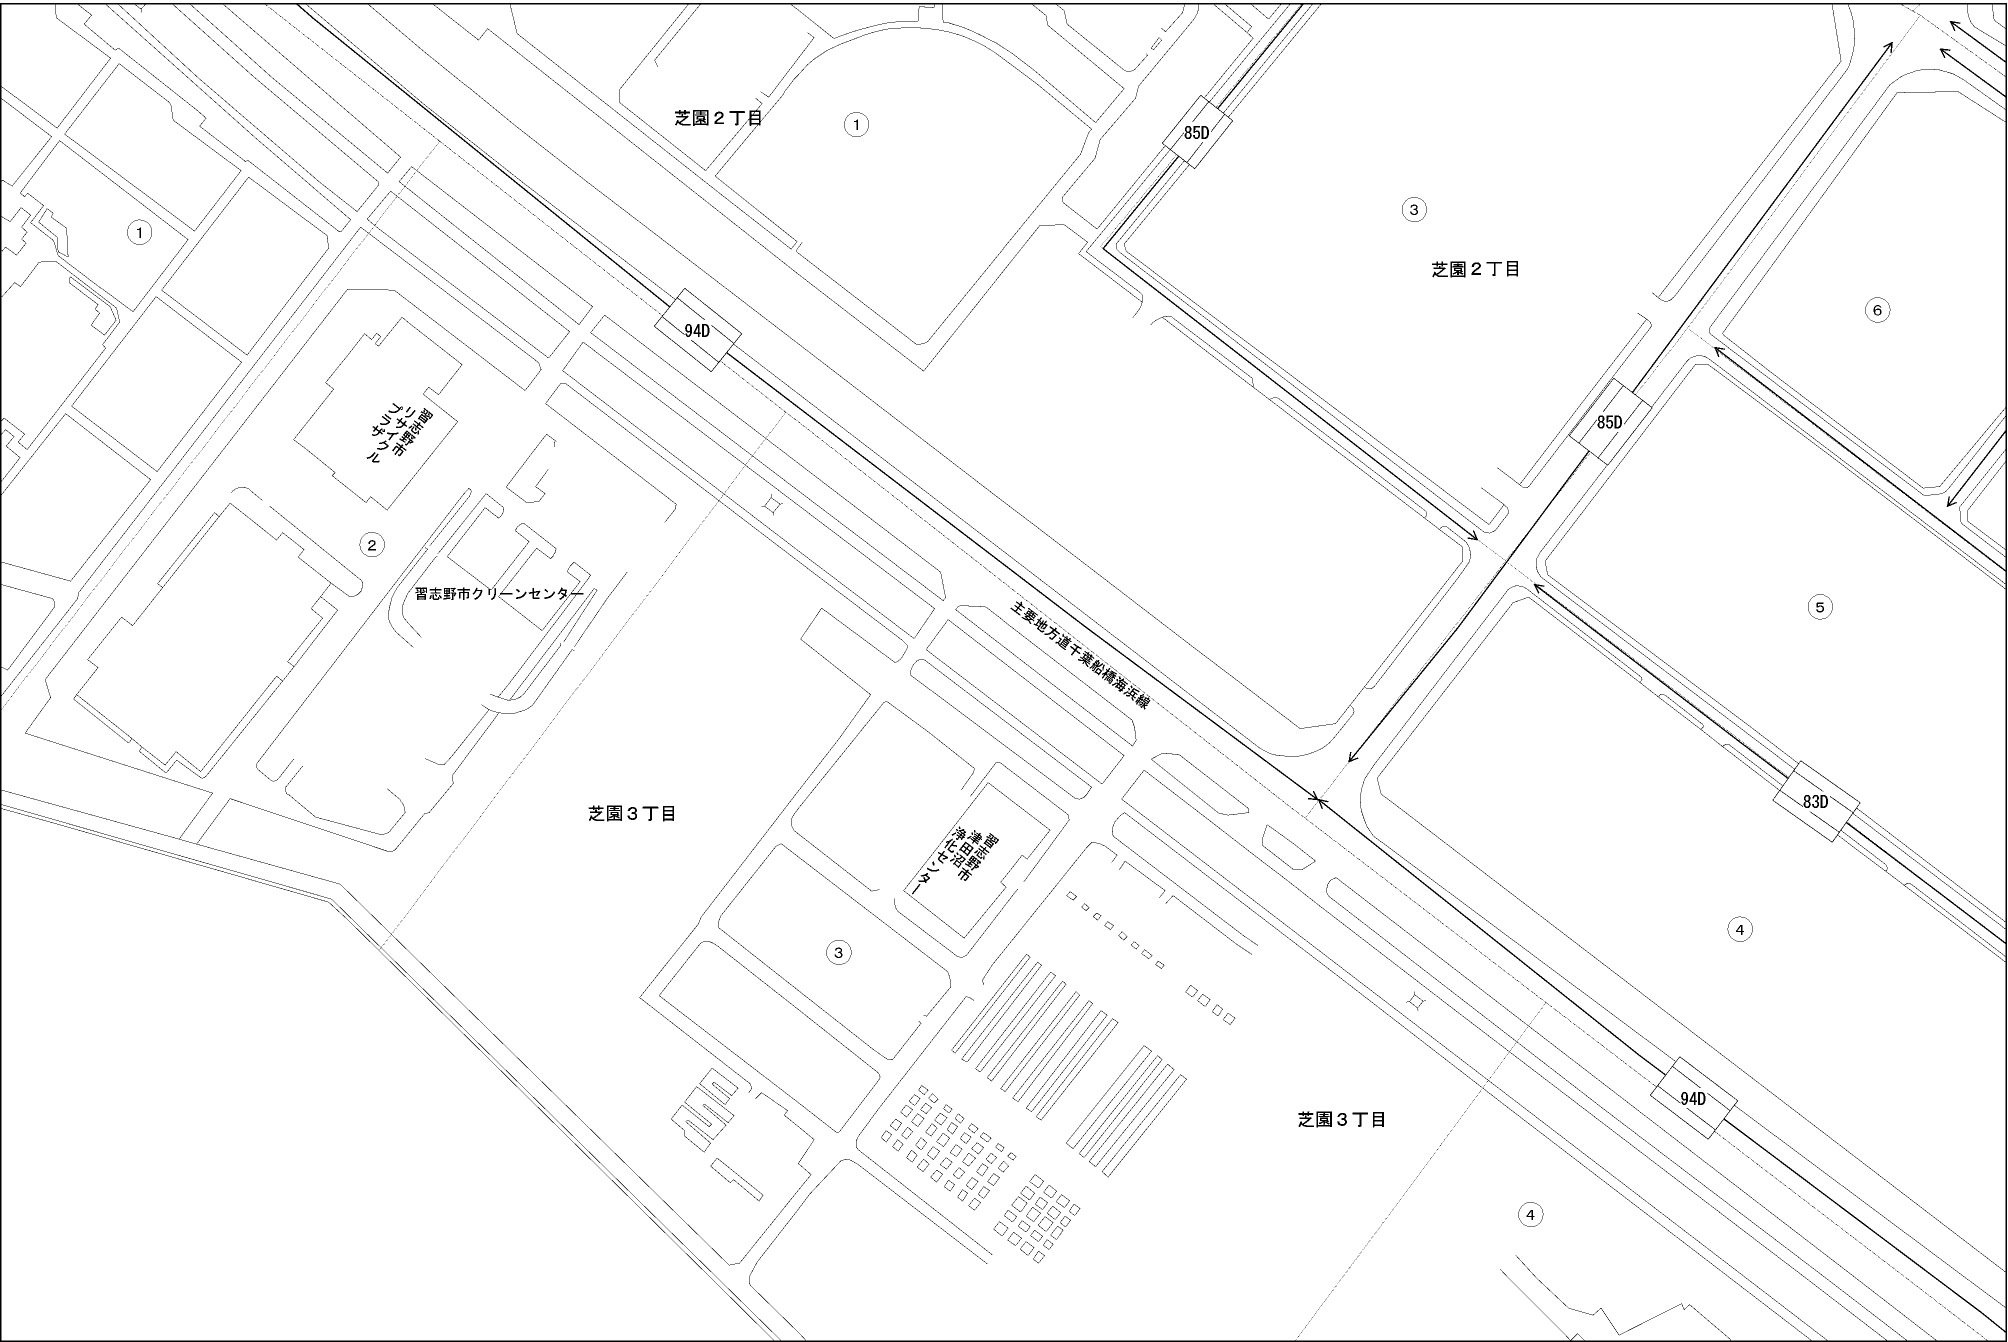 芝園２丁目
1
85D
3
1
芝園２丁目
6
94D
85D
習志野市
リサイクル
プラザ
2
習志野市クリーンセンター
5
主要地方道千葉船橋海浜線
芝園３丁目
83D
習志野市
津田沼
浄化センター
4
3
94D
芝園３丁目
4